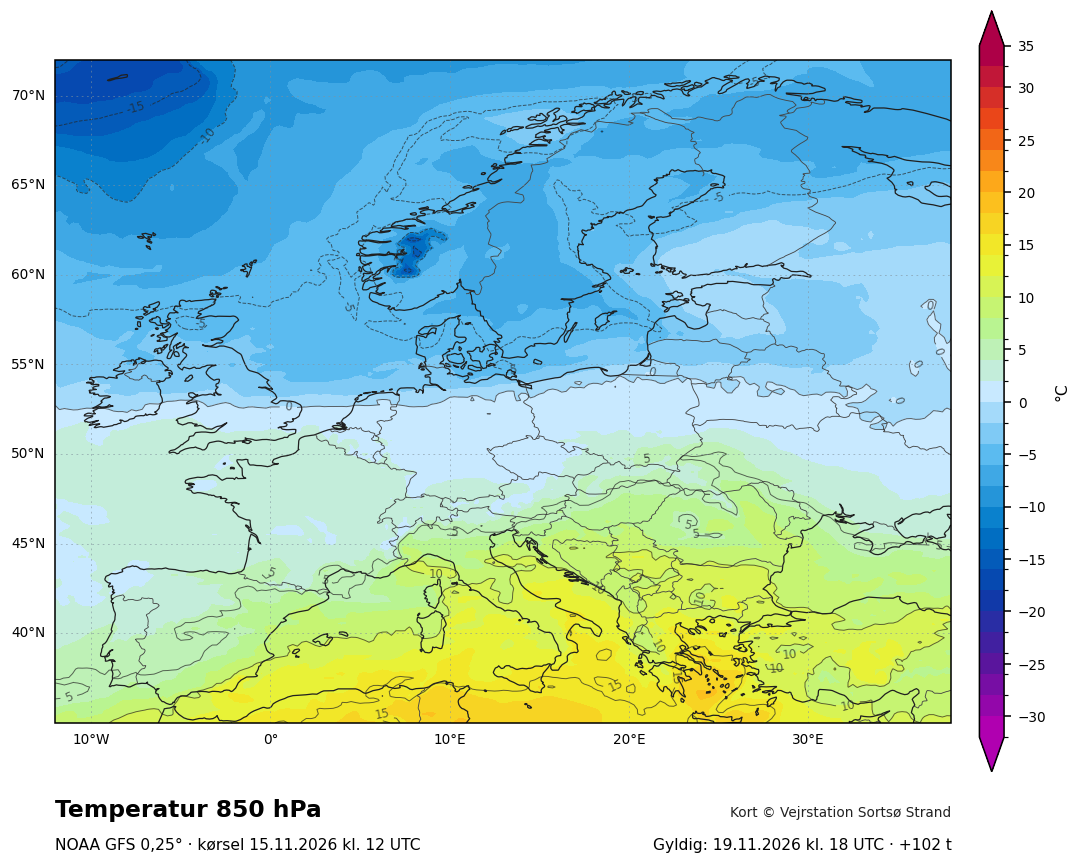 35
30
25
20
15
10
5
0
−5
−10
−15
−20
−25
−30
°C
70°N
65°N
60°N
55°N
50°N
45°N
40°N
10°W
0°
10°E
20°E
30°E
Temperatur 850 hPa
Kort © Vejrstation Sortsø Strand
NOAA GFS 0,25° · kørsel 15.11.2026 kl. 12 UTC
Gyldig: 19.11.2026 kl. 18 UTC · +102 t